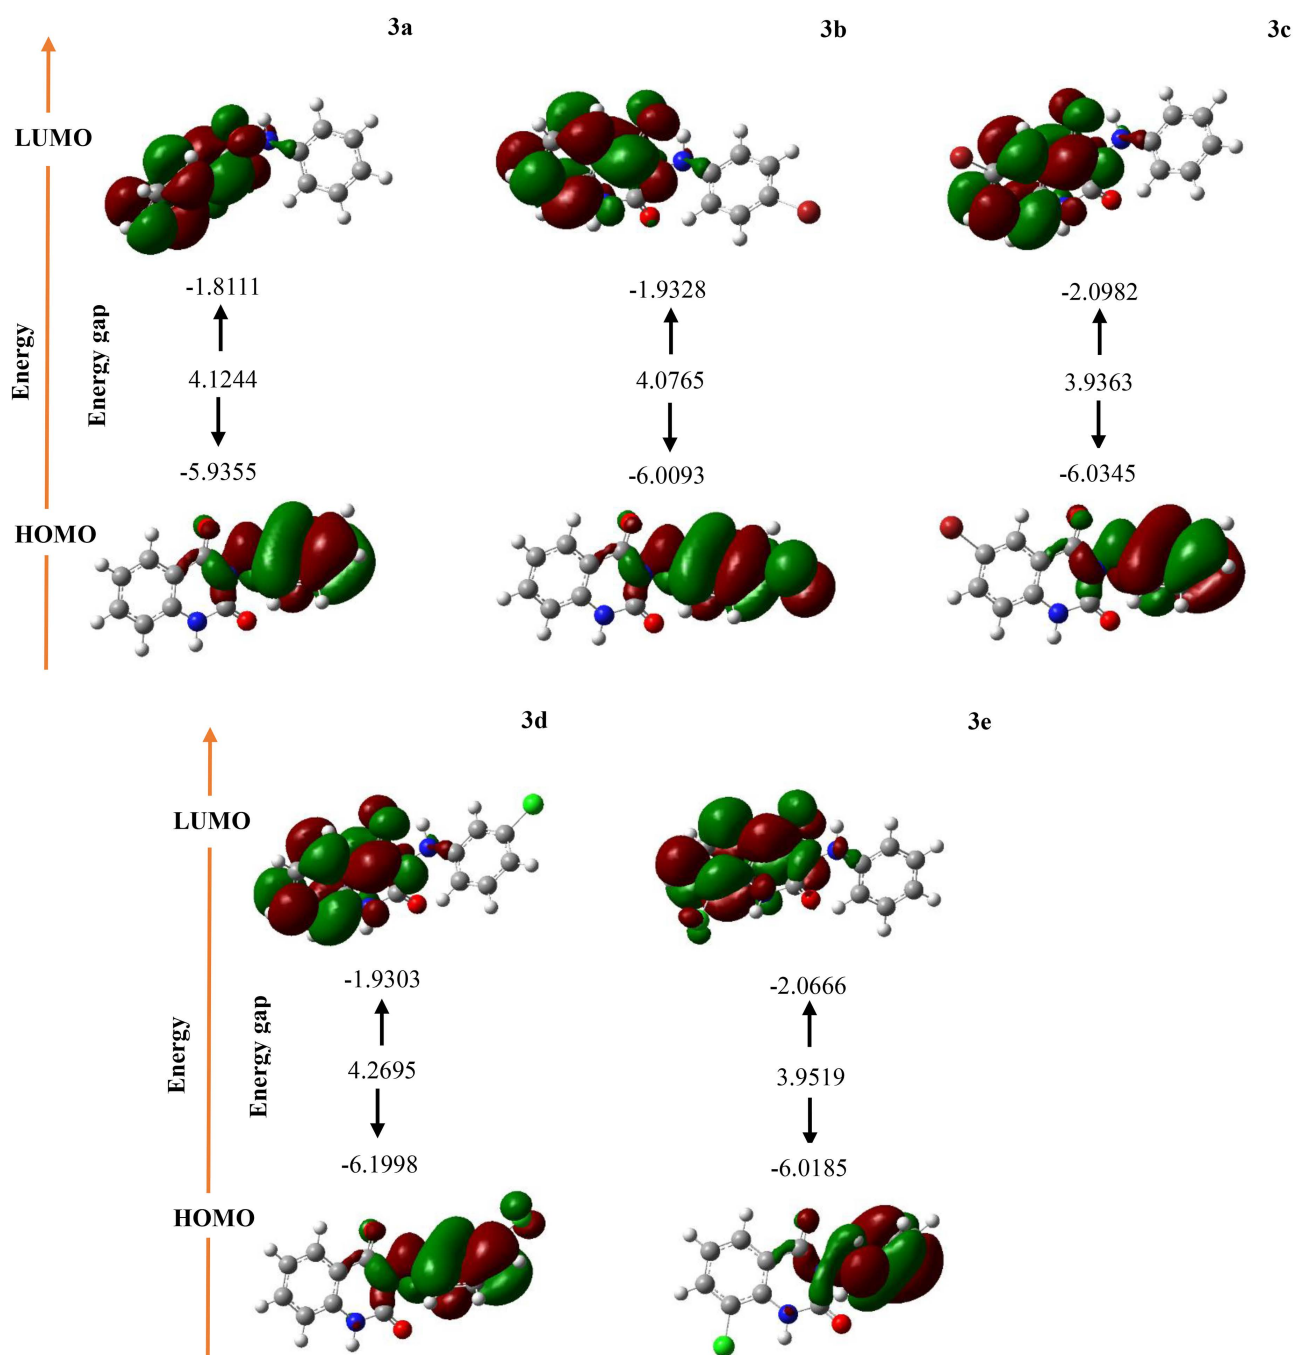 3a
3b
3c
LUMO
-1.8111
-1.9328
-2.0982
Energy
Energy gap
4.1244
4.0765
3.9363
-5.9355
-6.0093
-6.0345
HOMO
3d
3e
LUMO
-1.9303
-2.0666
Energy
Energy gap
4.2695
3.9519
-6.1998
-6.0185
HOMO